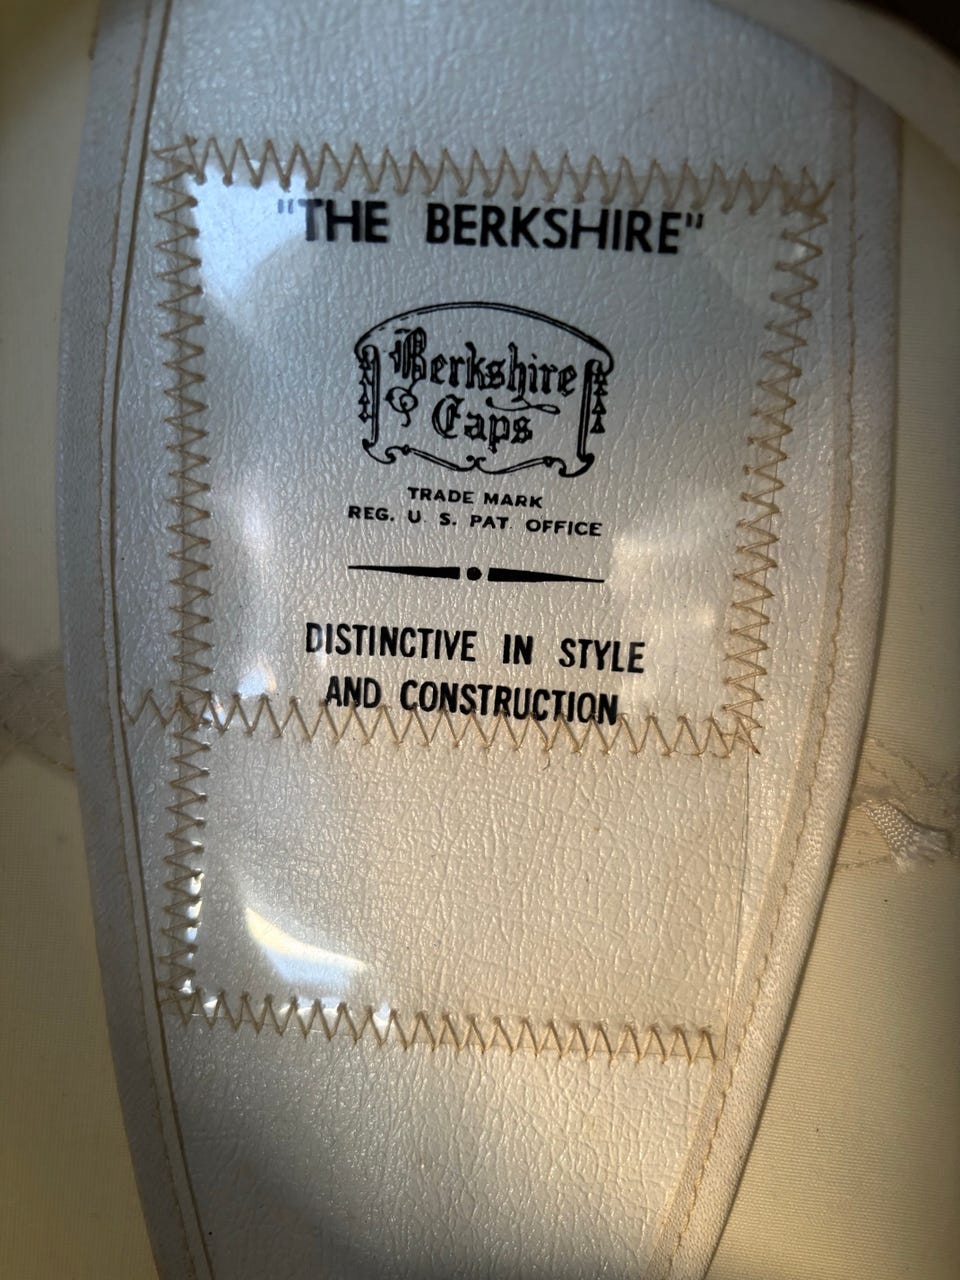 "THE BERKSHIRE"
Berkshire
Caps
TRADE MARK
REG. U. S. PAT. OFFICE
DISTINCTIVE IN STYLE
AND CONSTRUCTION